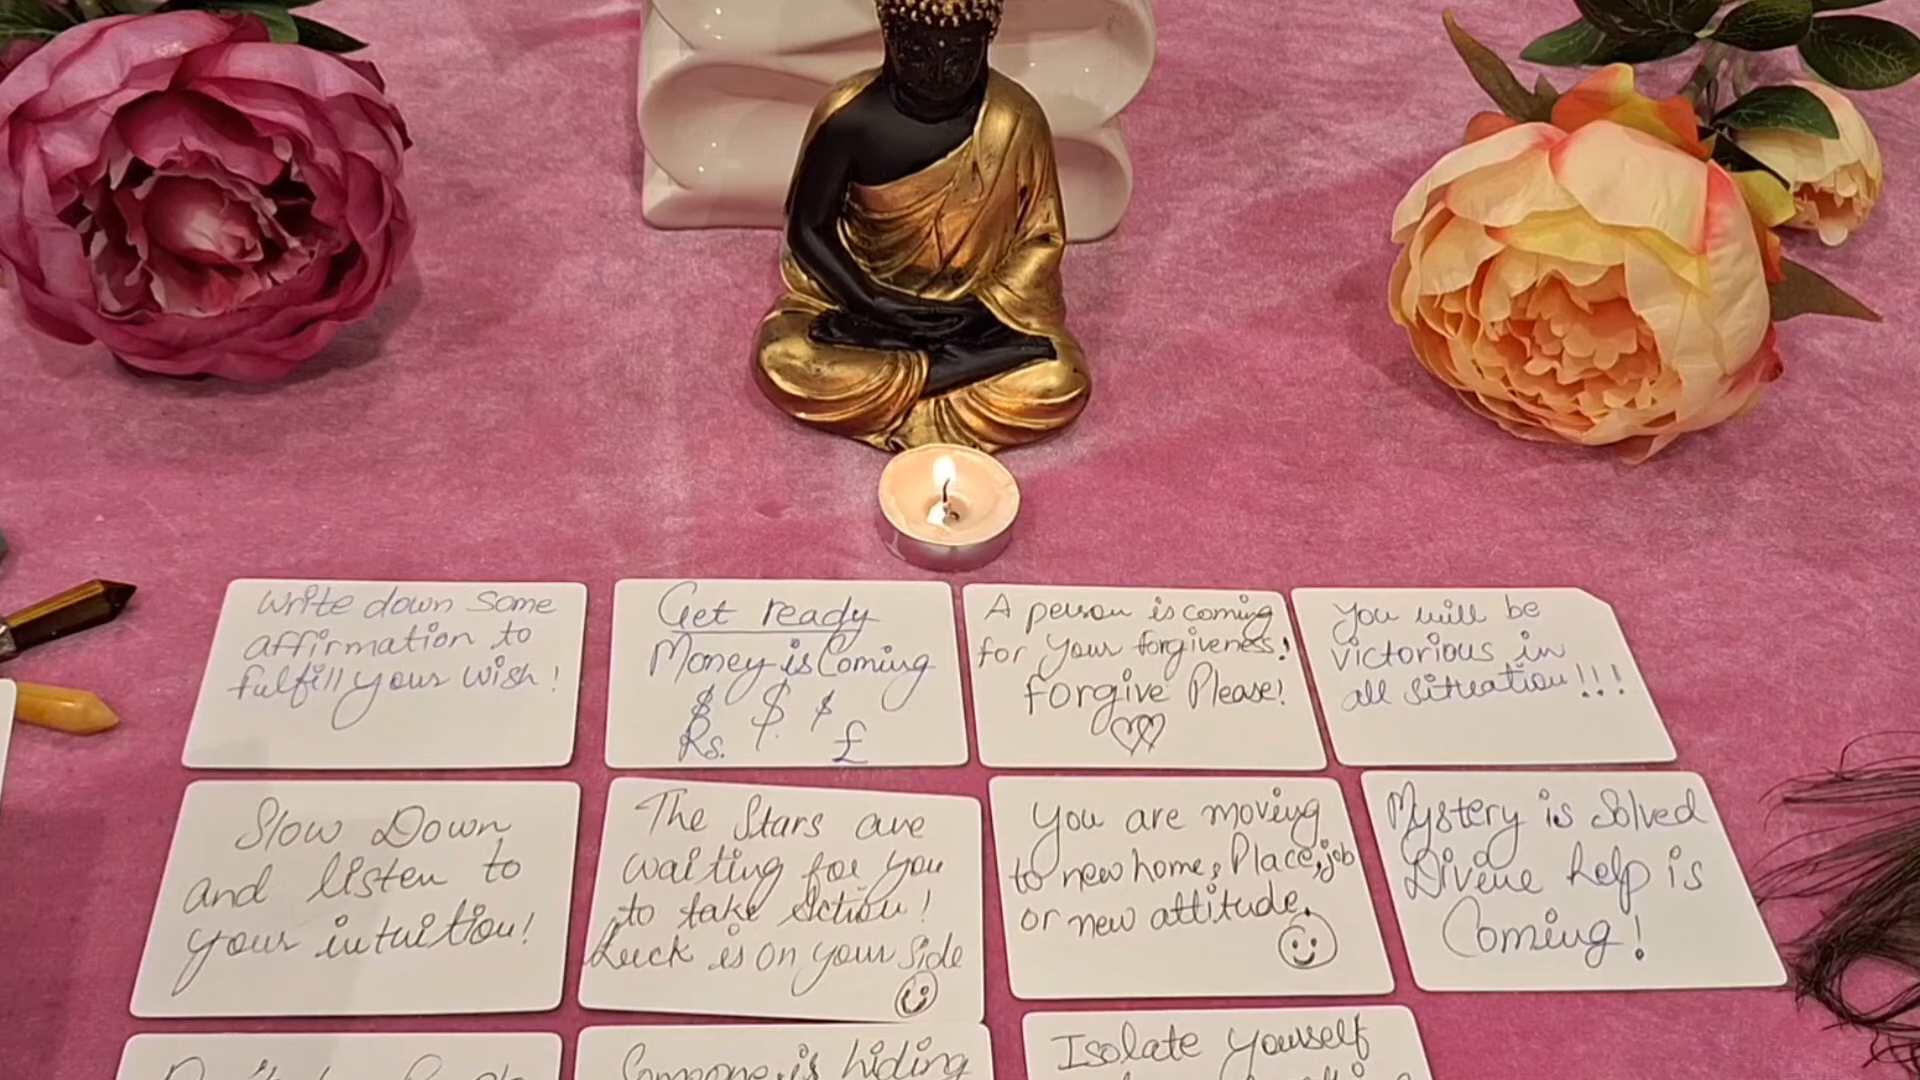 Write down some
affirmation to
fulfill your wish!
Get ready
Money is Coming
$ $ $
Rs. £
A person is coming
for your forgiveness!
forgive Please!
You will be
victorious in
all Situation!!!
Slow Down
and listen to
your intuition!
The Stars are
waiting for you
to take Action!
Luck is on your side
You are moving
to new home, Place, job
or new attitude.
Mystery is Solved
Divine help is
Coming!
Someone is hiding
Isolate yourself